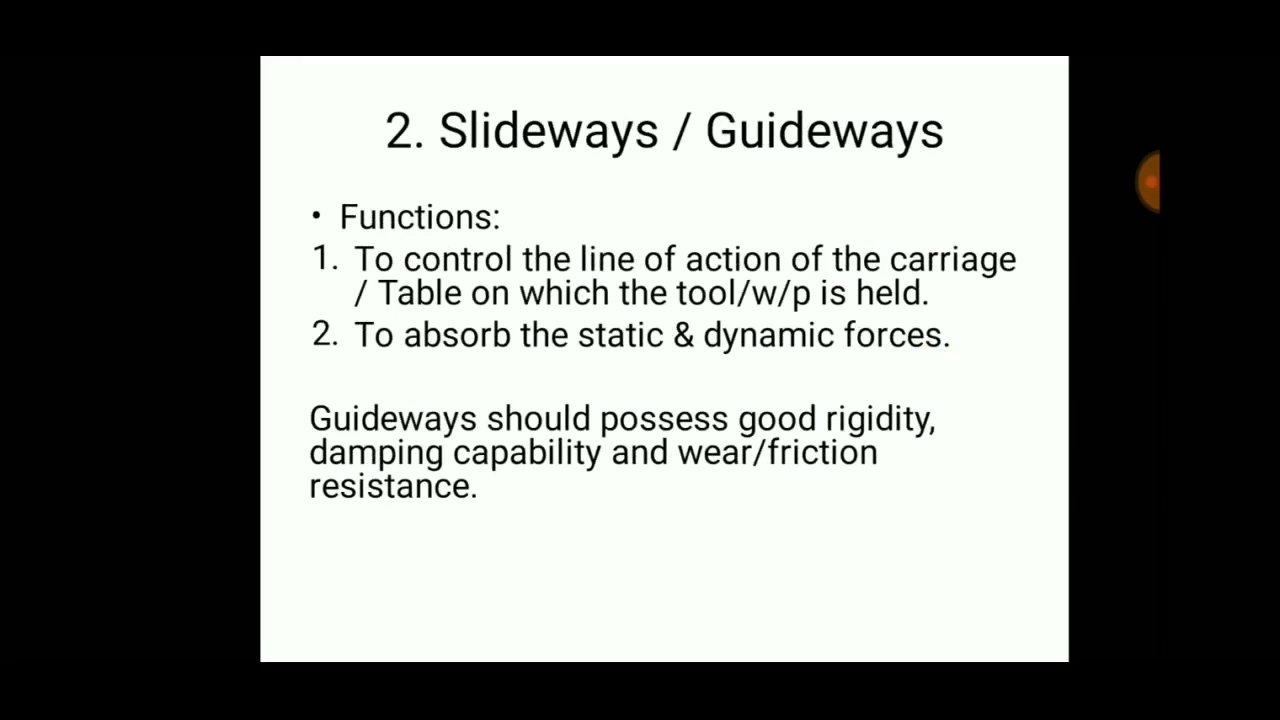 2. Slideways / Guideways
• Functions:
1. To control the line of action of the carriage
/ Table on which the tool/w/p is held.
2. To absorb the static & dynamic forces.
Guideways should possess good rigidity,
damping capability and wear/friction
resistance.